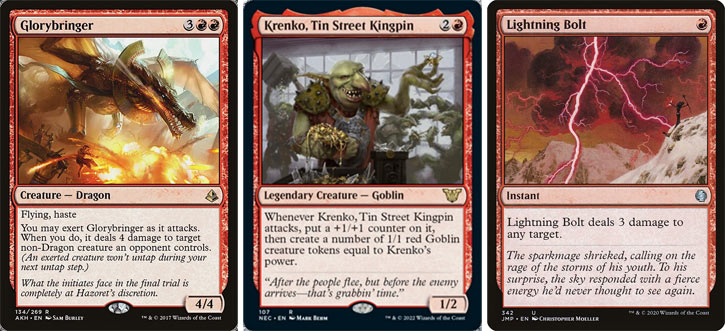 Glorybringer 3
Creature — Dragon
Flying, haste
You may exert Glorybringer as it attacks.
When you do, it deals 4 damage to target
non-Dragon creature an opponent controls.
(An exerted creature won't untap during your
next untap step.)
What the initiates face in the final trial is
completely at Hazoret's discretion.
4/4
134/269 R
AKH • EN SAM BURLEY
™ & © 2017 Wizards of the Coast
Krenko, Tin Street Kingpin 2
Legendary Creature — Goblin
Whenever Krenko, Tin Street Kingpin
attacks, put a +1/+1 counter on it,
then create a number of 1/1 red Goblin
creature tokens equal to Krenko's
power.
"After the people flee, but before the enemy
arrives—that's grabbin' time."
1/2
107 R
NEC • EN MARK BEHM
™ & © 2022 Wizards of the Coast
Lightning Bolt
Instant
Lightning Bolt deals 3 damage to
any target.
The sparkmage shrieked, calling on the
rage of the storms of his youth. To his
surprise, the sky responded with a fierce
energy he'd never thought to see again.
342 U
JMP • EN CHRISTOPHER MOELLER
™ & © 2020 Wizards of the Coast